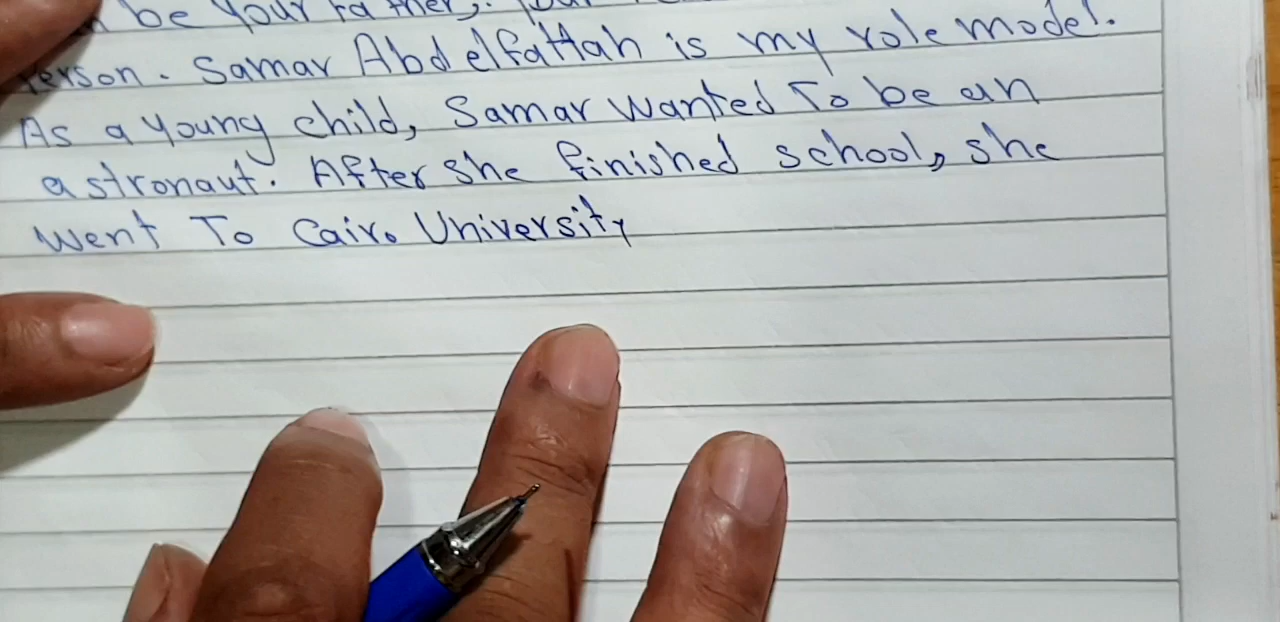 be your father,. your
Person. Samar Abdelfattah is my role model.
As a young child, Samar wanted To be an
astronaut. After she finished school, she
went To Cairo University